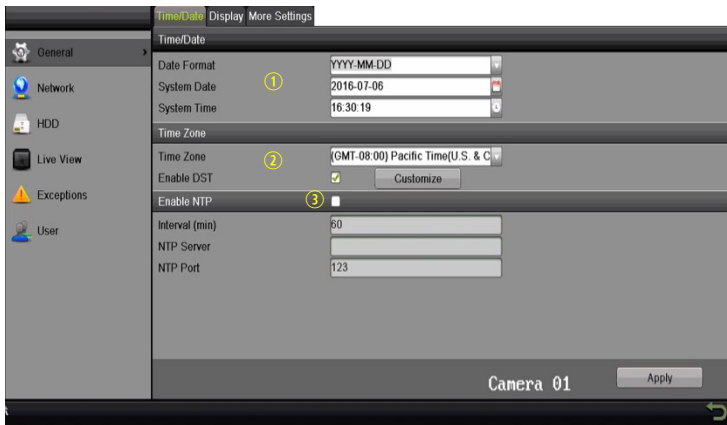 Time/Date Display More Settings
General
Network
HDD
Live View
Exceptions
User
Time/Date
Date Format YYYY-MM-DD
① System Date 2016-07-06
System Time 16:30:19
Time Zone
② Time Zone (GMT-08:00) Pacific Time(U.S. & C
Enable DST Customize
Enable NTP ③
Interval (min) 60
NTP Server
NTP Port 123
Camera 01 Apply